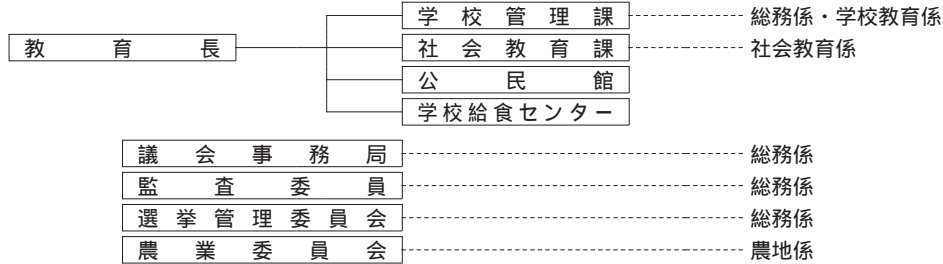 学校管理課 総務係・学校教育係
教育長 社会教育課 社会教育係
公民館
学校給食センター
議会事務局 総務係
監査委員 総務係
選挙管理委員会 総務係
農業委員会 農地係